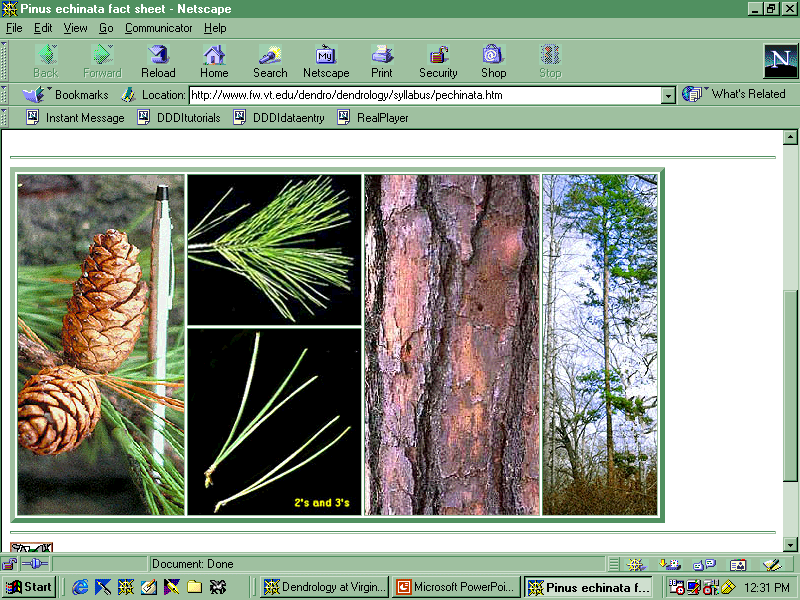 Pinus echinata fact sheet - Netscape
File Edit View Go Communicator Help
My
N
Back Forward Reload Home Search Netscape Print Security Shop Stop
Bookmarks Location: http://www.fw.vt.edu/dendro/dendrology/syllabus/pechinata.htm What's Related
Instant Message DDDItutorials DDDIdataentry RealPlayer
2's and 3's
Document: Done
Start Dendrology at Virgin... Microsoft PowerPoi... Pinus echinata f... 12:31 PM